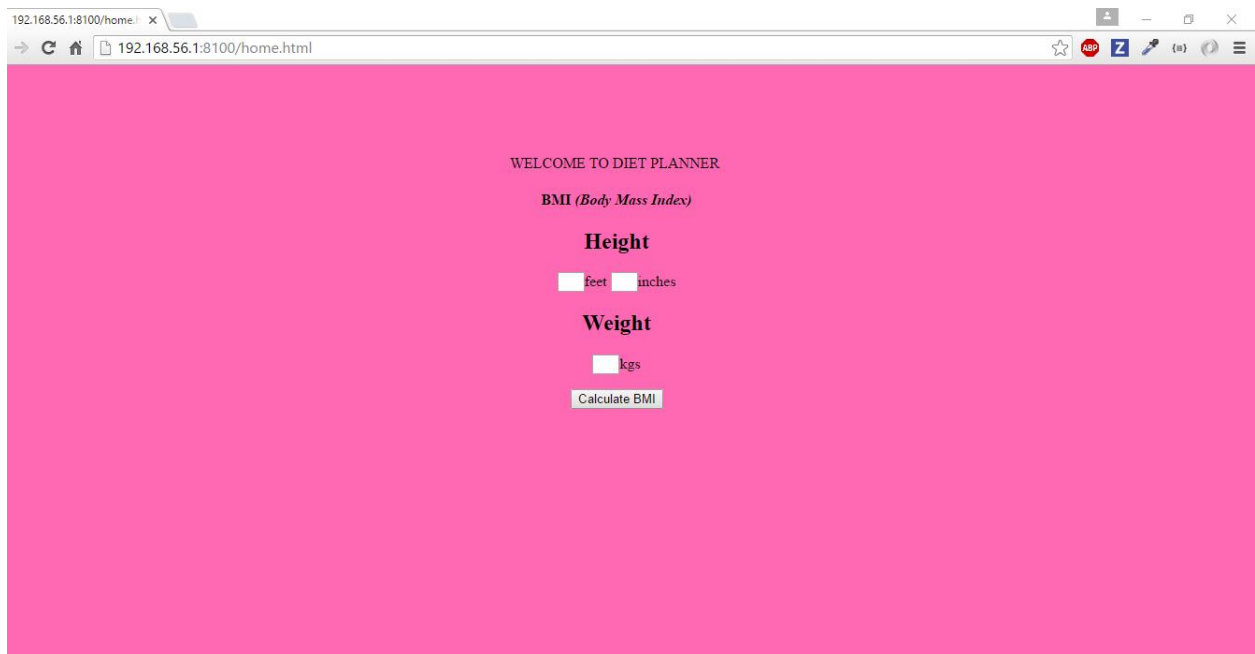 192.168.56.1:8100/home.
192.168.56.1:8100/home.html
ABP Z {≡}
WELCOME TO DIET PLANNER
BMI (Body Mass Index)
Height
feet inches
Weight
kgs
Calculate BMI